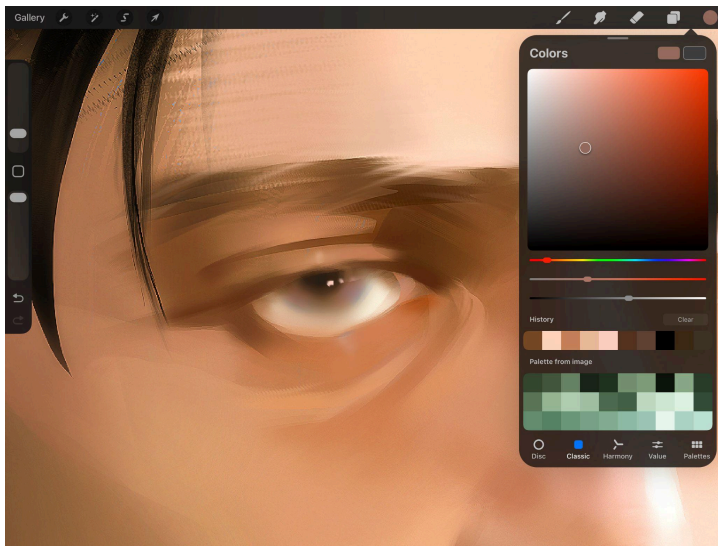 Gallery
Colors
History
Clear
Palette from image
Disc
Classic
Harmony
Value
Palettes